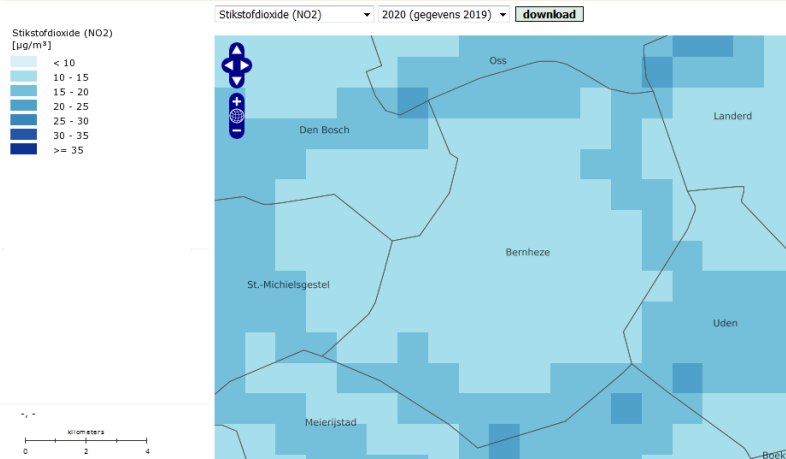 Stikstofdioxide (NO2) 2020 (gegevens 2019) download
Stikstofdioxide (NO2)
[µg/m³]
< 10
10 - 15
15 - 20
20 - 25
25 - 30
30 - 35
>= 35
Oss
Landerd
Den Bosch
Bernheze
St.-Michielsgestel
Uden
Meierijstad
Boek
-, -
kilometers
0 2 4